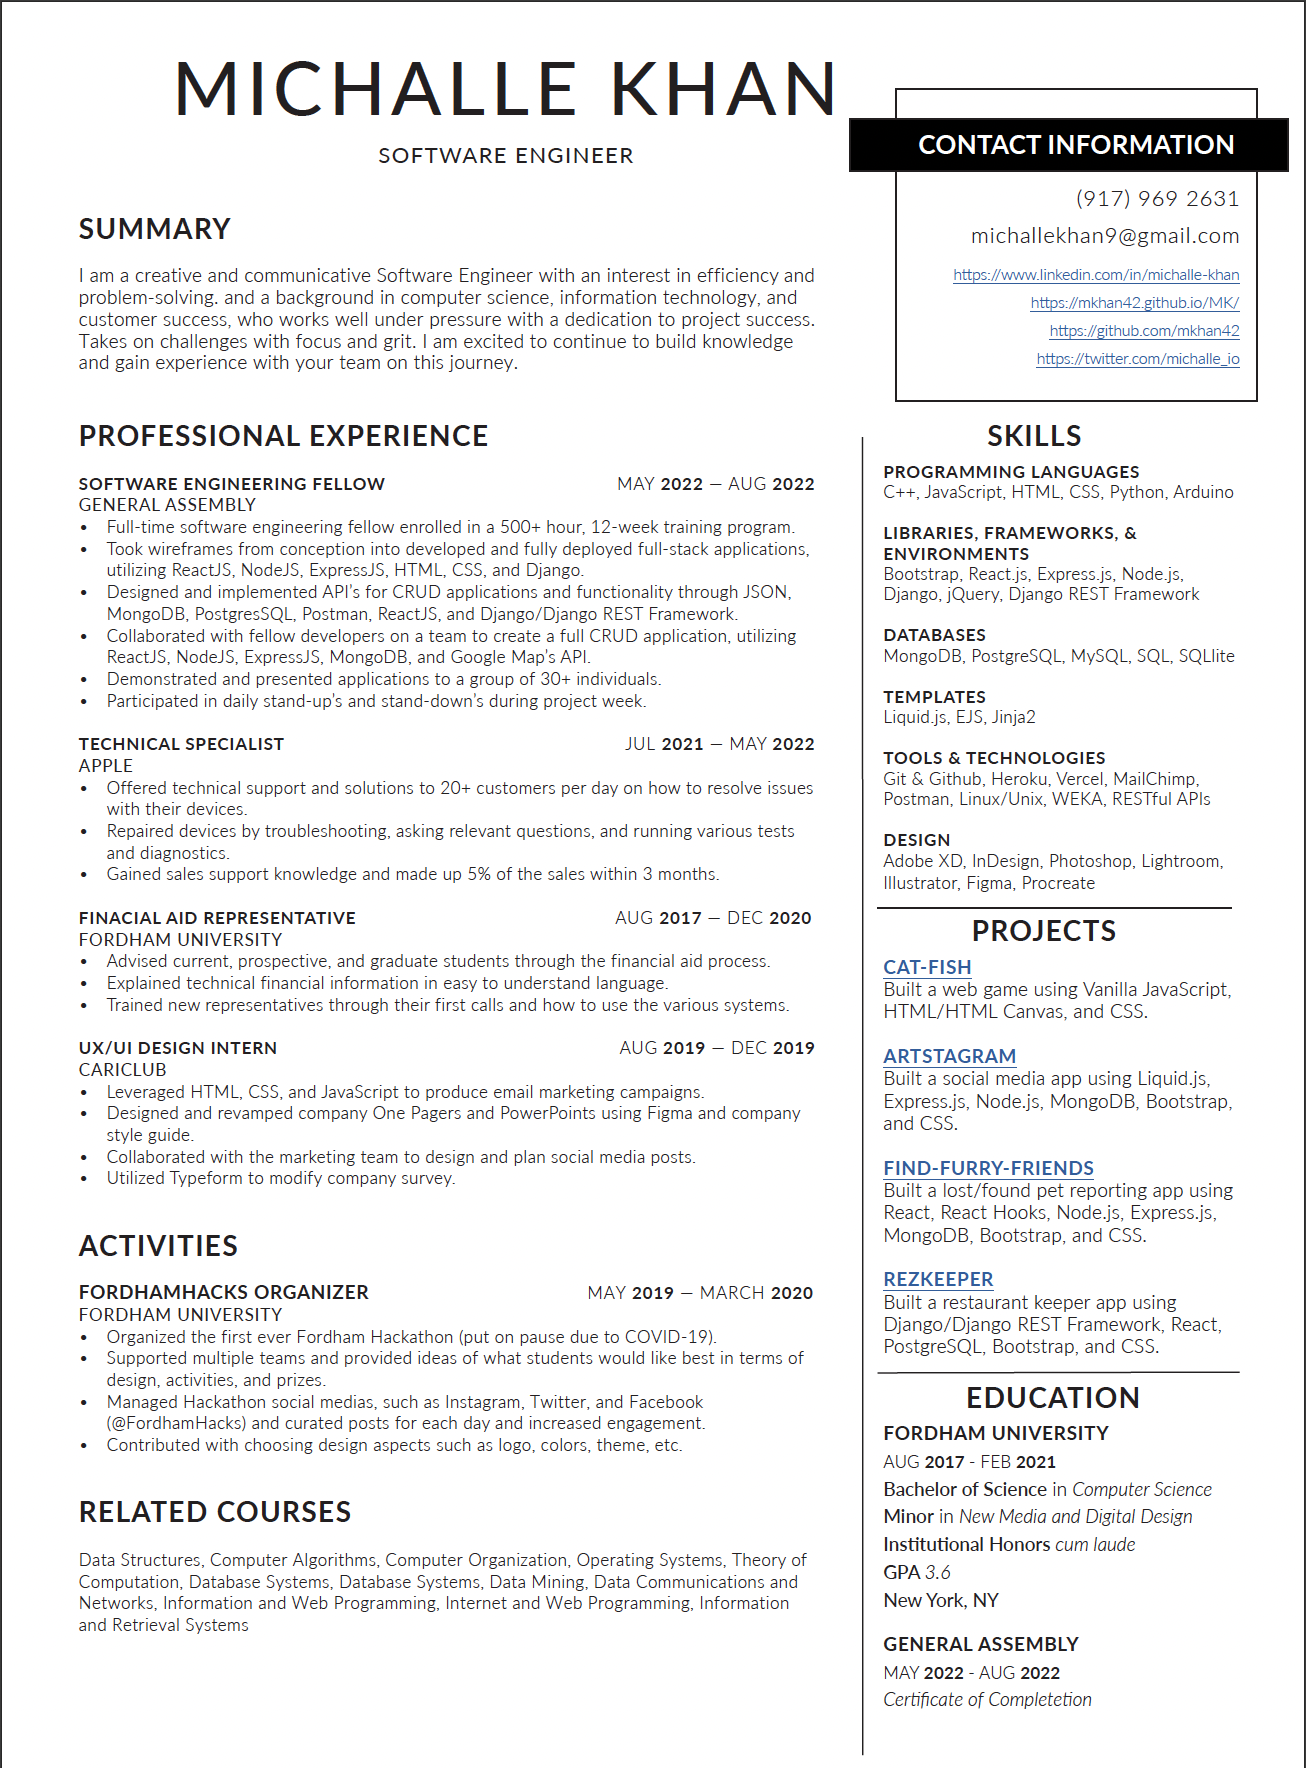 MICHALLE KHAN
SOFTWARE ENGINEER
CONTACT INFORMATION
(917) 969 2631
michallekhan9@gmail.com
https://www.linkedin.com/in/michalle-khan
https://mkhan42.github.io/MK/
https://github.com/mkhan42
https://twitter.com/michalle_io
SUMMARY
I am a creative and communicative Software Engineer with an interest in efficiency and
problem-solving. and a background in computer science, information technology, and
customer success, who works well under pressure with a dedication to project success.
Takes on challenges with focus and grit. I am excited to continue to build knowledge
and gain experience with your team on this journey.
PROFESSIONAL EXPERIENCE
SOFTWARE ENGINEERING FELLOW MAY 2022 — AUG 2022
GENERAL ASSEMBLY
• Full-time software engineering fellow enrolled in a 500+ hour, 12-week training program.
• Took wireframes from conception into developed and fully deployed full-stack applications,
utilizing ReactJS, NodeJS, ExpressJS, HTML, CSS, and Django.
• Designed and implemented API's for CRUD applications and functionality through JSON,
MongoDB, PostgresSQL, Postman, ReactJS, and Django/Django REST Framework.
• Collaborated with fellow developers on a team to create a full CRUD application, utilizing
ReactJS, NodeJS, ExpressJS, MongoDB, and Google Map's API.
• Demonstrated and presented applications to a group of 30+ individuals.
• Participated in daily stand-up's and stand-down's during project week.
TECHNICAL SPECIALIST JUL 2021 — MAY 2022
APPLE
• Offered technical support and solutions to 20+ customers per day on how to resolve issues
with their devices.
• Repaired devices by troubleshooting, asking relevant questions, and running various tests
and diagnostics.
• Gained sales support knowledge and made up 5% of the sales within 3 months.
FINACIAL AID REPRESENTATIVE AUG 2017 — DEC 2020
FORDHAM UNIVERSITY
• Advised current, prospective, and graduate students through the financial aid process.
• Explained technical financial information in easy to understand language.
• Trained new representatives through their first calls and how to use the various systems.
UX/UI DESIGN INTERN AUG 2019 — DEC 2019
CARICLUB
• Leveraged HTML, CSS, and JavaScript to produce email marketing campaigns.
• Designed and revamped company One Pagers and PowerPoints using Figma and company
style guide.
• Collaborated with the marketing team to design and plan social media posts.
• Utilized Typeform to modify company survey.
ACTIVITIES
FORDHAMHACKS ORGANIZER MAY 2019 — MARCH 2020
FORDHAM UNIVERSITY
• Organized the first ever Fordham Hackathon (put on pause due to COVID-19).
• Supported multiple teams and provided ideas of what students would like best in terms of
design, activities, and prizes.
• Managed Hackathon social medias, such as Instagram, Twitter, and Facebook
(@FordhamHacks) and curated posts for each day and increased engagement.
• Contributed with choosing design aspects such as logo, colors, theme, etc.
RELATED COURSES
Data Structures, Computer Algorithms, Computer Organization, Operating Systems, Theory of
Computation, Database Systems, Database Systems, Data Mining, Data Communications and
Networks, Information and Web Programming, Internet and Web Programming, Information
and Retrieval Systems
SKILLS
PROGRAMMING LANGUAGES
C++, JavaScript, HTML, CSS, Python, Arduino
LIBRARIES, FRAMEWORKS, &
ENVIRONMENTS
Bootstrap, React.js, Express.js, Node.js,
Django, jQuery, Django REST Framework
DATABASES
MongoDB, PostgreSQL, MySQL, SQL, SQLlite
TEMPLATES
Liquid.js, EJS, Jinja2
TOOLS & TECHNOLOGIES
Git & Github, Heroku, Vercel, MailChimp,
Postman, Linux/Unix, WEKA, RESTful APIs
DESIGN
Adobe XD, InDesign, Photoshop, Lightroom,
Illustrator, Figma, Procreate
PROJECTS
CAT-FISH
Built a web game using Vanilla JavaScript,
HTML/HTML Canvas, and CSS.
ARTSTAGRAM
Built a social media app using Liquid.js,
Express.js, Node.js, MongoDB, Bootstrap,
and CSS.
FIND-FURRY-FRIENDS
Built a lost/found pet reporting app using
React, React Hooks, Node.js, Express.js,
MongoDB, Bootstrap, and CSS.
REZKEEPER
Built a restaurant keeper app using
Django/Django REST Framework, React,
PostgreSQL, Bootstrap, and CSS.
EDUCATION
FORDHAM UNIVERSITY
AUG 2017 - FEB 2021
Bachelor of Science in Computer Science
Minor in New Media and Digital Design
Institutional Honors cum laude
GPA 3.6
New York, NY
GENERAL ASSEMBLY
MAY 2022 - AUG 2022
Certificate of Completetion